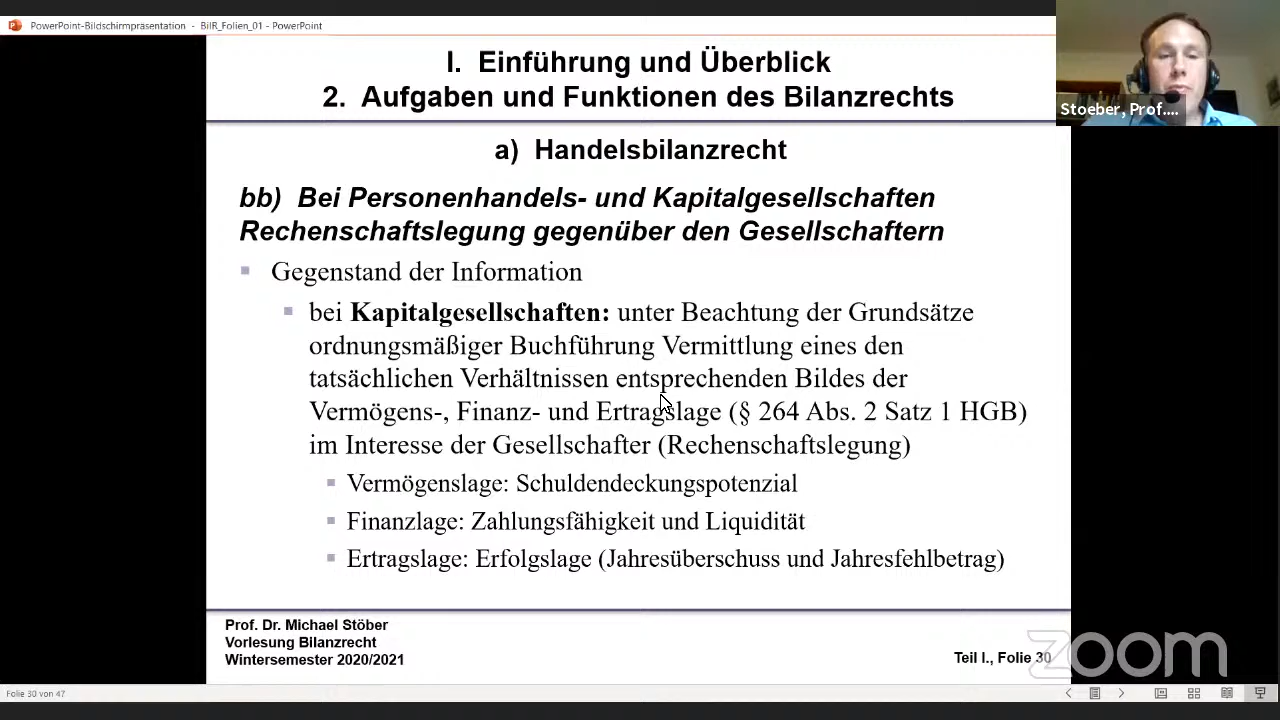 PowerPoint-Bildschirmpräsentation - BilR_Folien_01 - PowerPoint
I. Einführung und Überblick
2. Aufgaben und Funktionen des Bilanzrechts
Stoeber, Prof....
a) Handelsbilanzrecht
bb) Bei Personenhandels- und Kapitalgesellschaften
Rechenschaftslegung gegenüber den Gesellschaftern
Gegenstand der Information
bei Kapitalgesellschaften: unter Beachtung der Grundsätze
ordnungsmäßiger Buchführung Vermittlung eines den
tatsächlichen Verhältnissen entsprechenden Bildes der
Vermögens-, Finanz- und Ertragslage (§ 264 Abs. 2 Satz 1 HGB)
im Interesse der Gesellschafter (Rechenschaftslegung)
Vermögenslage: Schuldendeckungspotenzial
Finanzlage: Zahlungsfähigkeit und Liquidität
Ertragslage: Erfolgslage (Jahresüberschuss und Jahresfehlbetrag)
Prof. Dr. Michael Stöber
Vorlesung Bilanzrecht
Wintersemester 2020/2021
Teil I., Folie 30
zoom
Folie 30 von 47